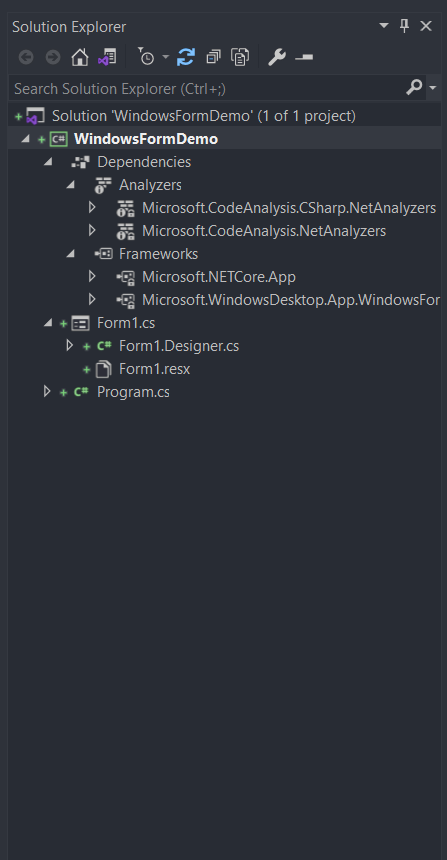 Solution Explorer
Search Solution Explorer (Ctrl+;)
Solution 'WindowsFormDemo' (1 of 1 project)
C# WindowsFormDemo
Dependencies
Analyzers
Microsoft.CodeAnalysis.CSharp.NetAnalyzers
Microsoft.CodeAnalysis.NetAnalyzers
Frameworks
Microsoft.NETCore.App
Microsoft.WindowsDesktop.App.WindowsFor
Form1.cs
C# Form1.Designer.cs
Form1.resx
C# Program.cs